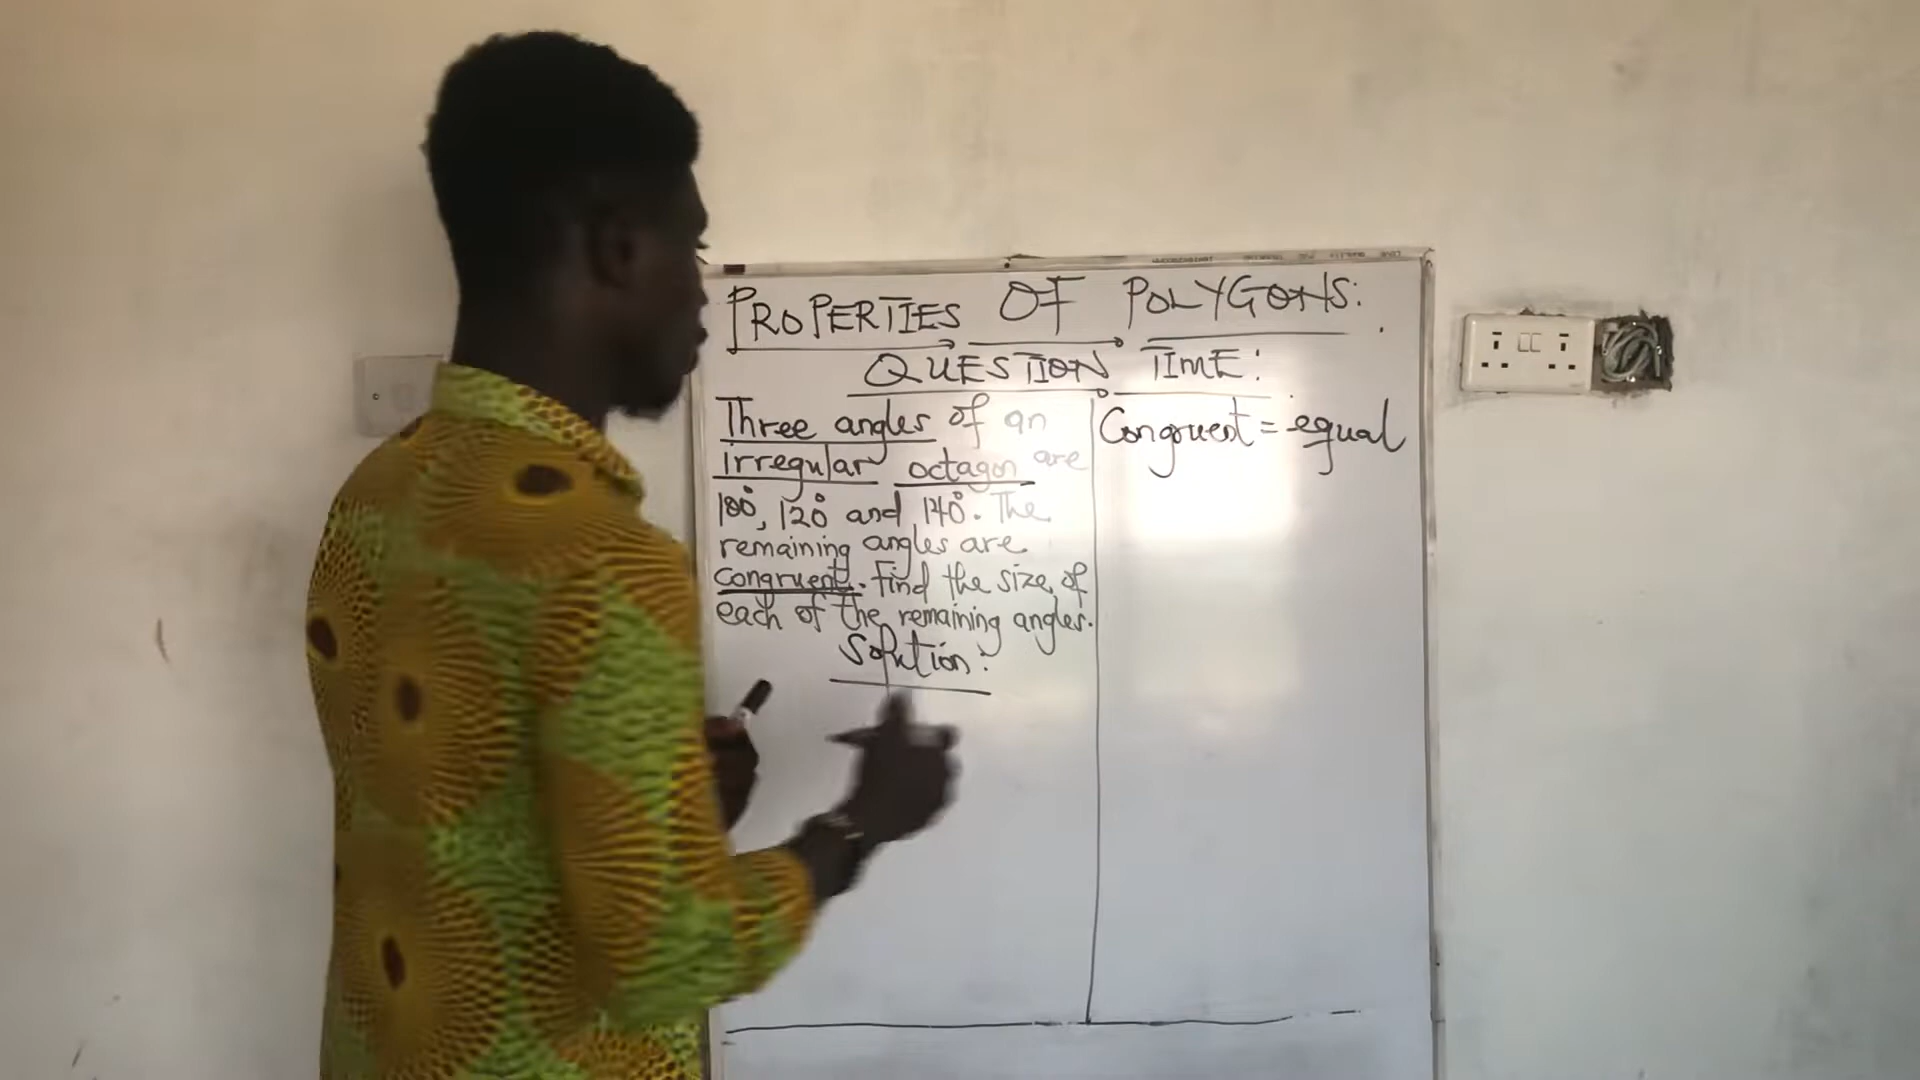 PROPERTIES OF POLYGONS:
QUESTION TIME:
Three angles of an
irregular octagon are
100°, 120° and 140°. The
remaining angles are
congruent. Find the size of
each of the remaining angles.
Solution:
Congruent = equal